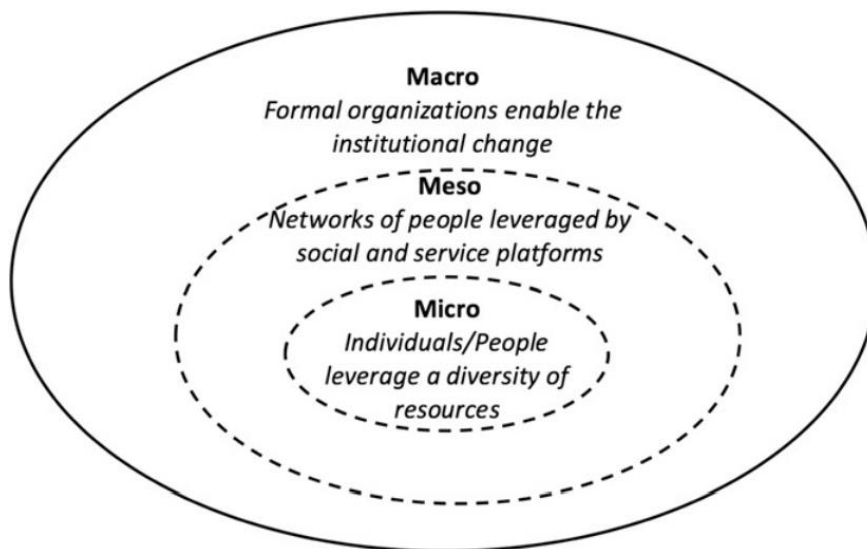 Macro
Formal organizations enable the
institutional change
Meso
Networks of people leveraged by
social and service platforms
Micro
Individuals/People
leverage a diversity of
resources